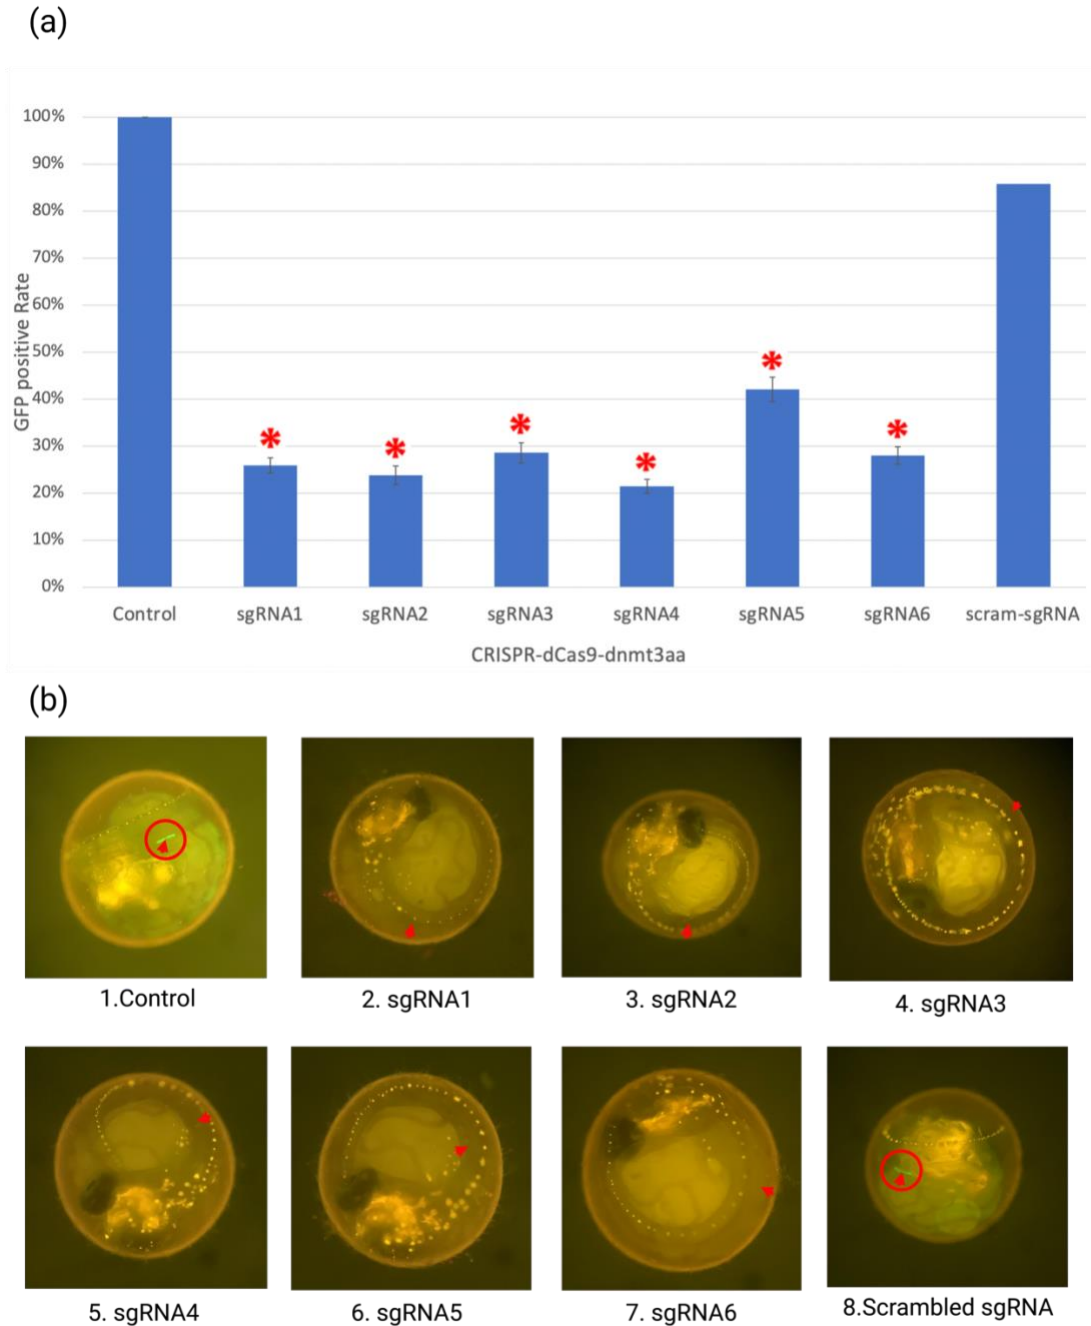 (a)
100%
90%
80%
70%
60%
50%
40%
30%
20%
10%
0%
GFP positive Rate
* * * * * *
Control sgRNA1 sgRNA2 sgRNA3 sgRNA4 sgRNA5 sgRNA6 scram-sgRNA
CRISPR-dCas9-dnmt3aa
(b)
1.Control 2. sgRNA1 3. sgRNA2 4. sgRNA3
5. sgRNA4 6. sgRNA5 7. sgRNA6 8.Scrambled sgRNA